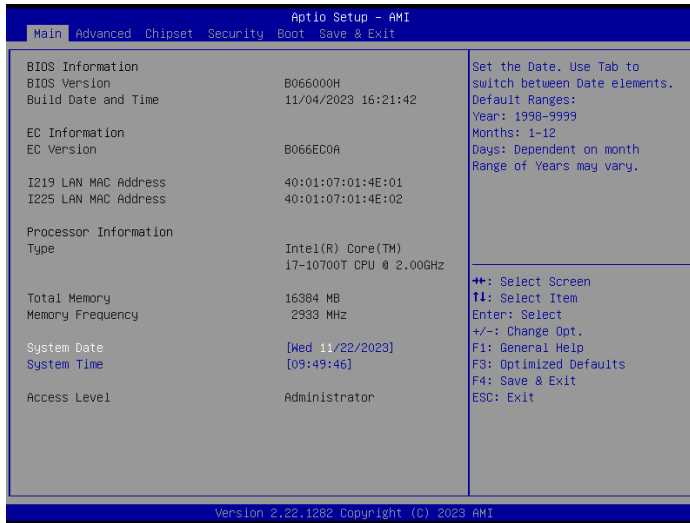 Aptio Setup - AMI
Main Advanced Chipset Security Boot Save & Exit
BIOS Information
BIOS Version B066000H
Build Date and Time 11/04/2023 16:21:42
EC Information
EC Version B066EC0A
I219 LAN MAC Address 40:01:07:01:4E:01
I225 LAN MAC Address 40:01:07:01:4E:02
Processor Information
Type Intel(R) Core(TM)
i7-10700T CPU @ 2.00GHz
Total Memory 16384 MB
Memory Frequency 2933 MHz
System Date [Wed 11/22/2023]
System Time [09:49:46]
Access Level Administrator
Set the Date. Use Tab to
switch between Date elements.
Default Ranges:
Year: 1998-9999
Months: 1-12
Days: Dependent on month
Range of Years may vary.
→←: Select Screen
↑↓: Select Item
Enter: Select
+/-: Change Opt.
F1: General Help
F3: Optimized Defaults
F4: Save & Exit
ESC: Exit
Version 2.22.1282 Copyright (C) 2023 AMI